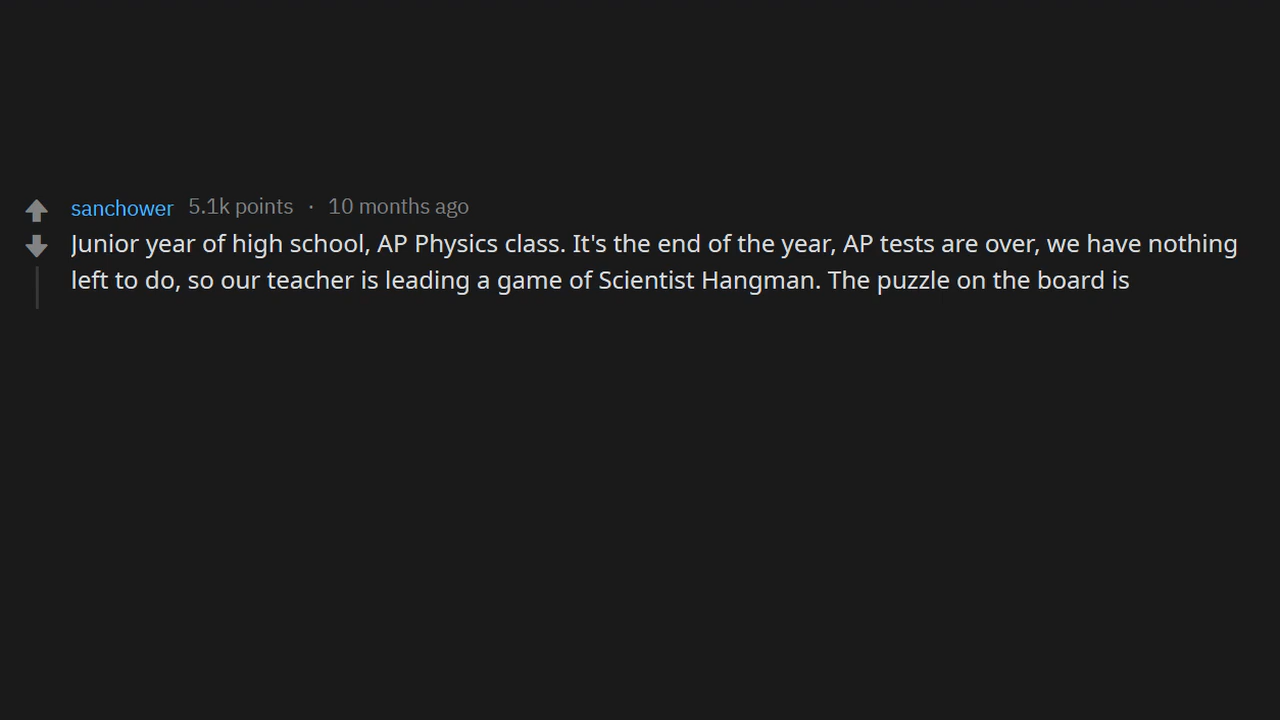 sanchower 5.1k points · 10 months ago
Junior year of high school, AP Physics class. It's the end of the year, AP tests are over, we have nothing
left to do, so our teacher is leading a game of Scientist Hangman. The puzzle on the board is